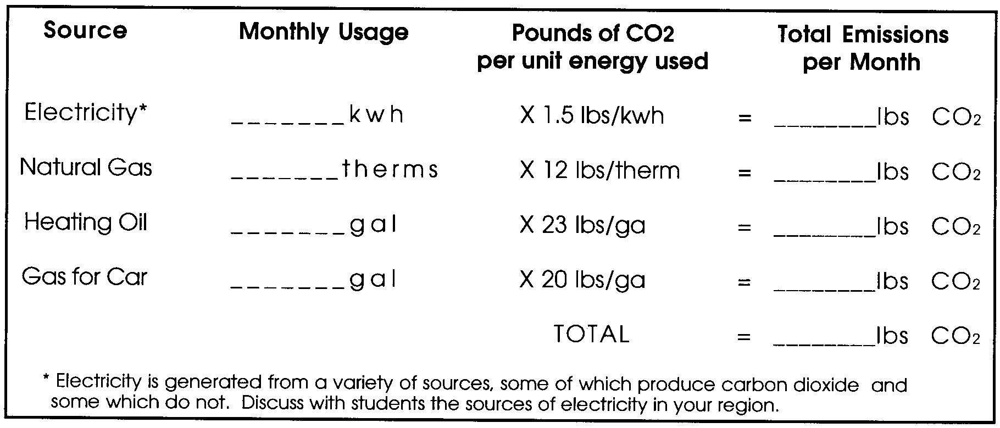 Source Monthly Usage Pounds of CO2 per unit energy used Total Emissions per Month
Electricity* _______kwh X 1.5 lbs/kwh = ________lbs CO2
Natural Gas _______therms X 12 lbs/therm = ________lbs CO2
Heating Oil _______gal X 23 lbs/ga = ________lbs CO2
Gas for Car _______gal X 20 lbs/ga = ________lbs CO2
TOTAL = ________lbs CO2
* Electricity is generated from a variety of sources, some of which produce carbon dioxide and
some which do not. Discuss with students the sources of electricity in your region.